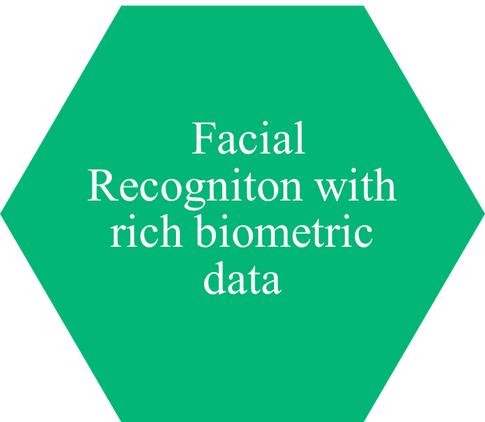 Facial
Recogniton with
rich biometric
data